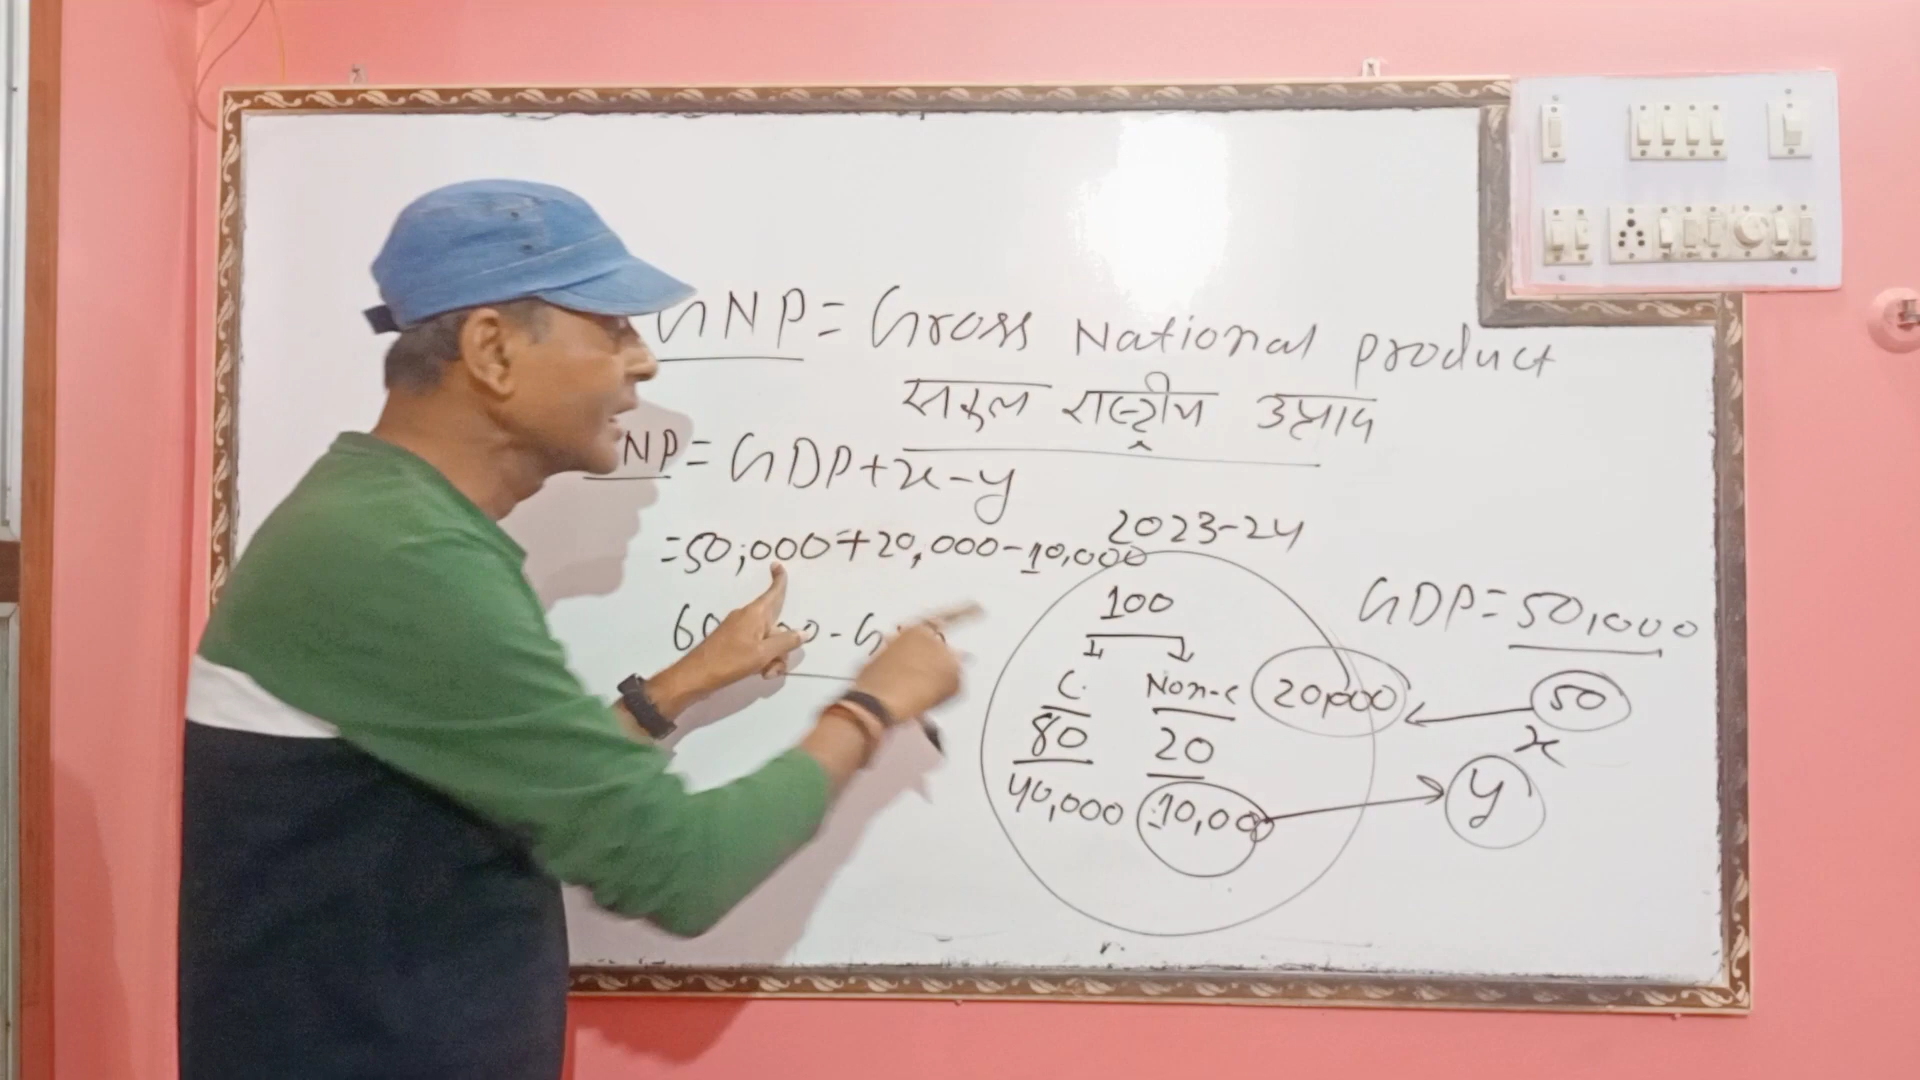 GNP = Gross National product
सकल राष्ट्रीय उत्पाद
NP = GDP + x - y
= 50,000 + 20,000 - 10,000
2023-24
100
C. Non-c
80 20
40,000 10,000
20,000
GDP = 50,000
50
x
y